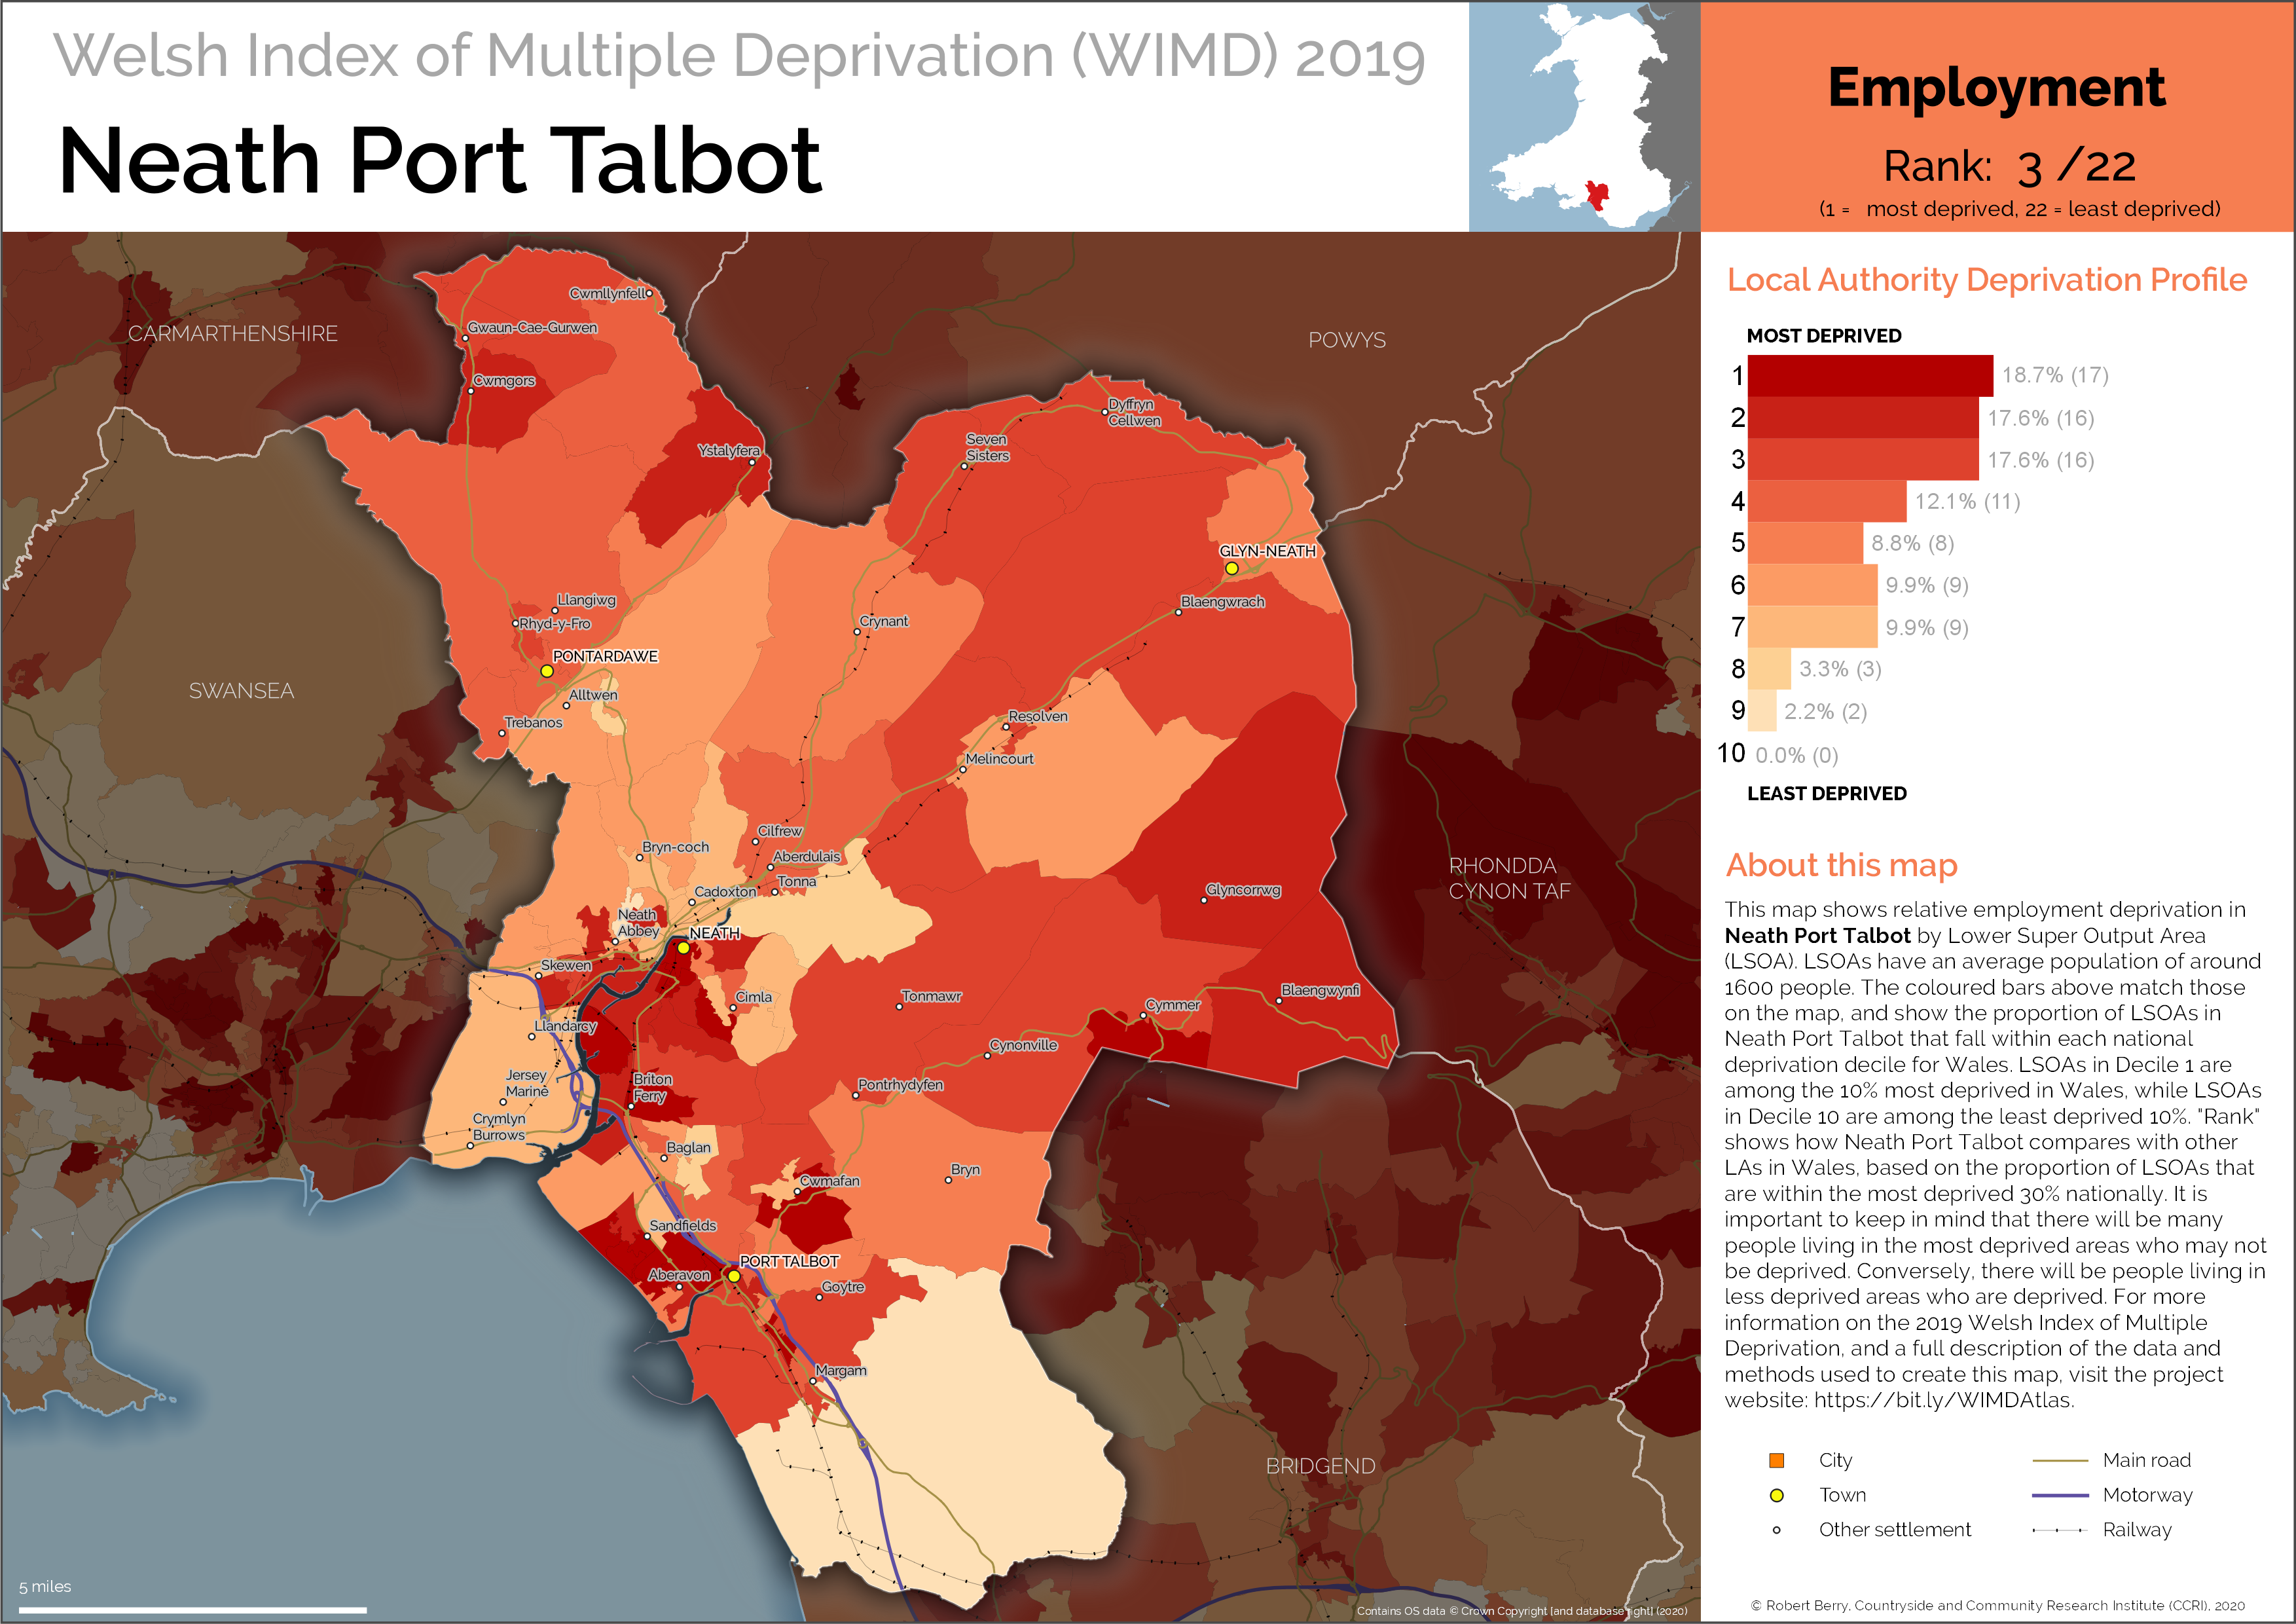 Welsh Index of Multiple Deprivation (WIMD) 2019
Neath Port Talbot
Employment
Rank: 3 /22
(1 = most deprived, 22 = least deprived)
CARMARTHENSHIRE
POWYS
SWANSEA
RHONDDA
CYNON TAF
BRIDGEND
Cwmllynfell
Gwaun-Cae-Gurwen
Cwmgors
Ystalyfera
Dyffryn
Cellwen
Seven
Sisters
GLYN-NEATH
Blaengwrach
Llangiwg
Rhyd-y-Fro
Crynant
PONTARDAWE
Alltwen
Trebanos
Resolven
Melincourt
Cilfrew
Bryn-coch
Aberdulais
Tonna
Cadoxton
Glyncorrwg
Neath
Abbey
NEATH
Skewen
Cimla
Tonmawr
Blaengwynfi
Cymmer
Llandarcy
Cynonville
Jersey
Marine
Briton
Ferry
Pontrhydyfen
Crymlyn
Burrows
Baglan
Bryn
Cwmafan
Sandfields
PORT TALBOT
Aberavon
Goytre
Margam
5 miles
Contains OS data © Crown Copyright [and database right] (2020)
Local Authority Deprivation Profile
MOST DEPRIVED
1 18.7% (17)
2 17.6% (16)
3 17.6% (16)
4 12.1% (11)
5 8.8% (8)
6 9.9% (9)
7 9.9% (9)
8 3.3% (3)
9 2.2% (2)
10 0.0% (0)
LEAST DEPRIVED
About this map
This map shows relative employment deprivation in
Neath Port Talbot by Lower Super Output Area
(LSOA). LSOAs have an average population of around
1600 people. The coloured bars above match those
on the map, and show the proportion of LSOAs in
Neath Port Talbot that fall within each national
deprivation decile for Wales. LSOAs in Decile 1 are
among the 10% most deprived in Wales, while LSOAs
in Decile 10 are among the least deprived 10%. "Rank"
shows how Neath Port Talbot compares with other
LAs in Wales, based on the proportion of LSOAs that
are within the most deprived 30% nationally. It is
important to keep in mind that there will be many
people living in the most deprived areas who may not
be deprived. Conversely, there will be people living in
less deprived areas who are deprived. For more
information on the 2019 Welsh Index of Multiple
Deprivation, and a full description of the data and
methods used to create this map, visit the project
website: https://bit.ly/WIMDAtlas.
City
Town
Other settlement
Main road
Motorway
Railway
© Robert Berry, Countryside and Community Research Institute (CCRI), 2020